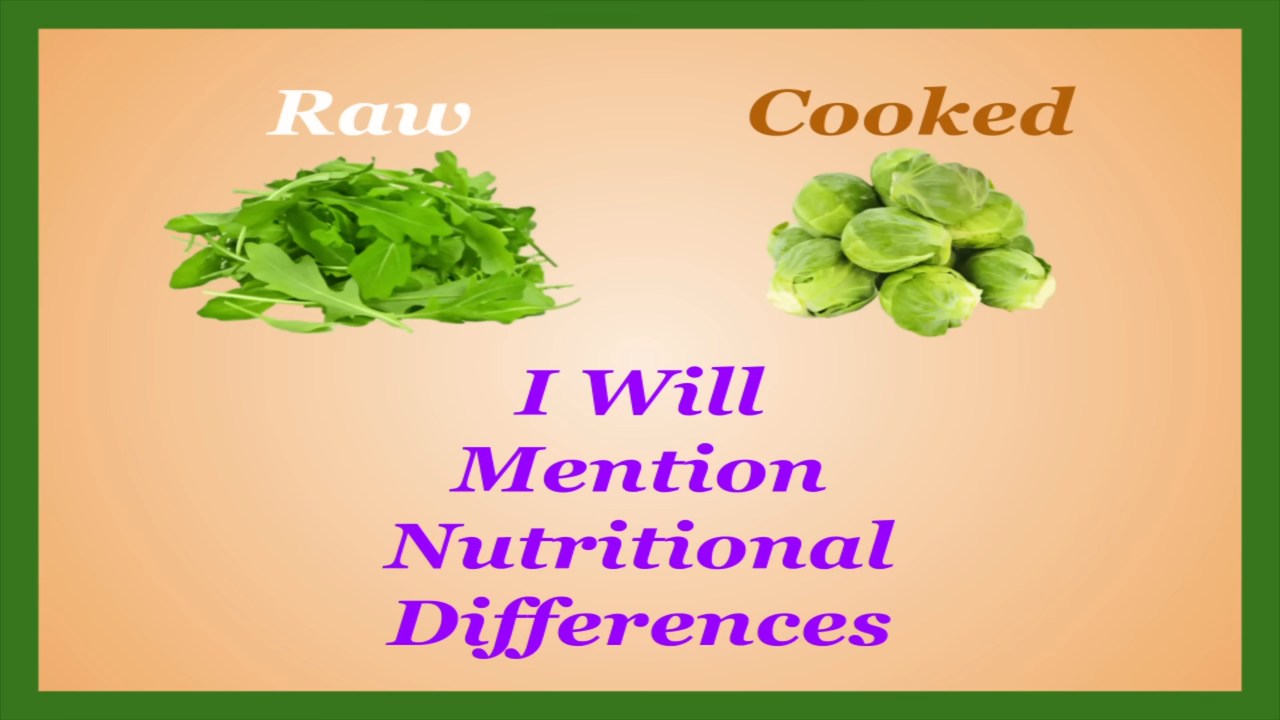 Raw
Cooked
I Will
Mention
Nutritional
Differences